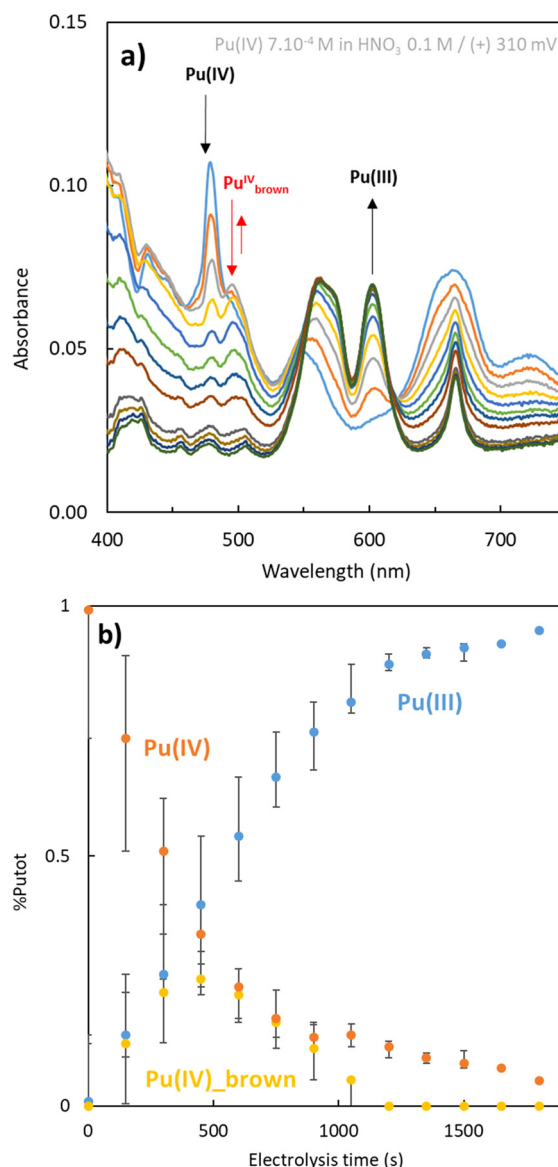 0.15
a)
Pu(IV) 7.10⁻⁴ M in HNO₃ 0.1 M / (+) 310 mV
Pu(IV)
Puᴵⱽbrown
Pu(III)
0.10
Absorbance
0.05
0.00
400 500 600 700
Wavelength (nm)
1
b)
Pu(III)
Pu(IV)
%Putot
0.5
Pu(IV)_brown
0
0 500 1000 1500
Electrolysis time (s)